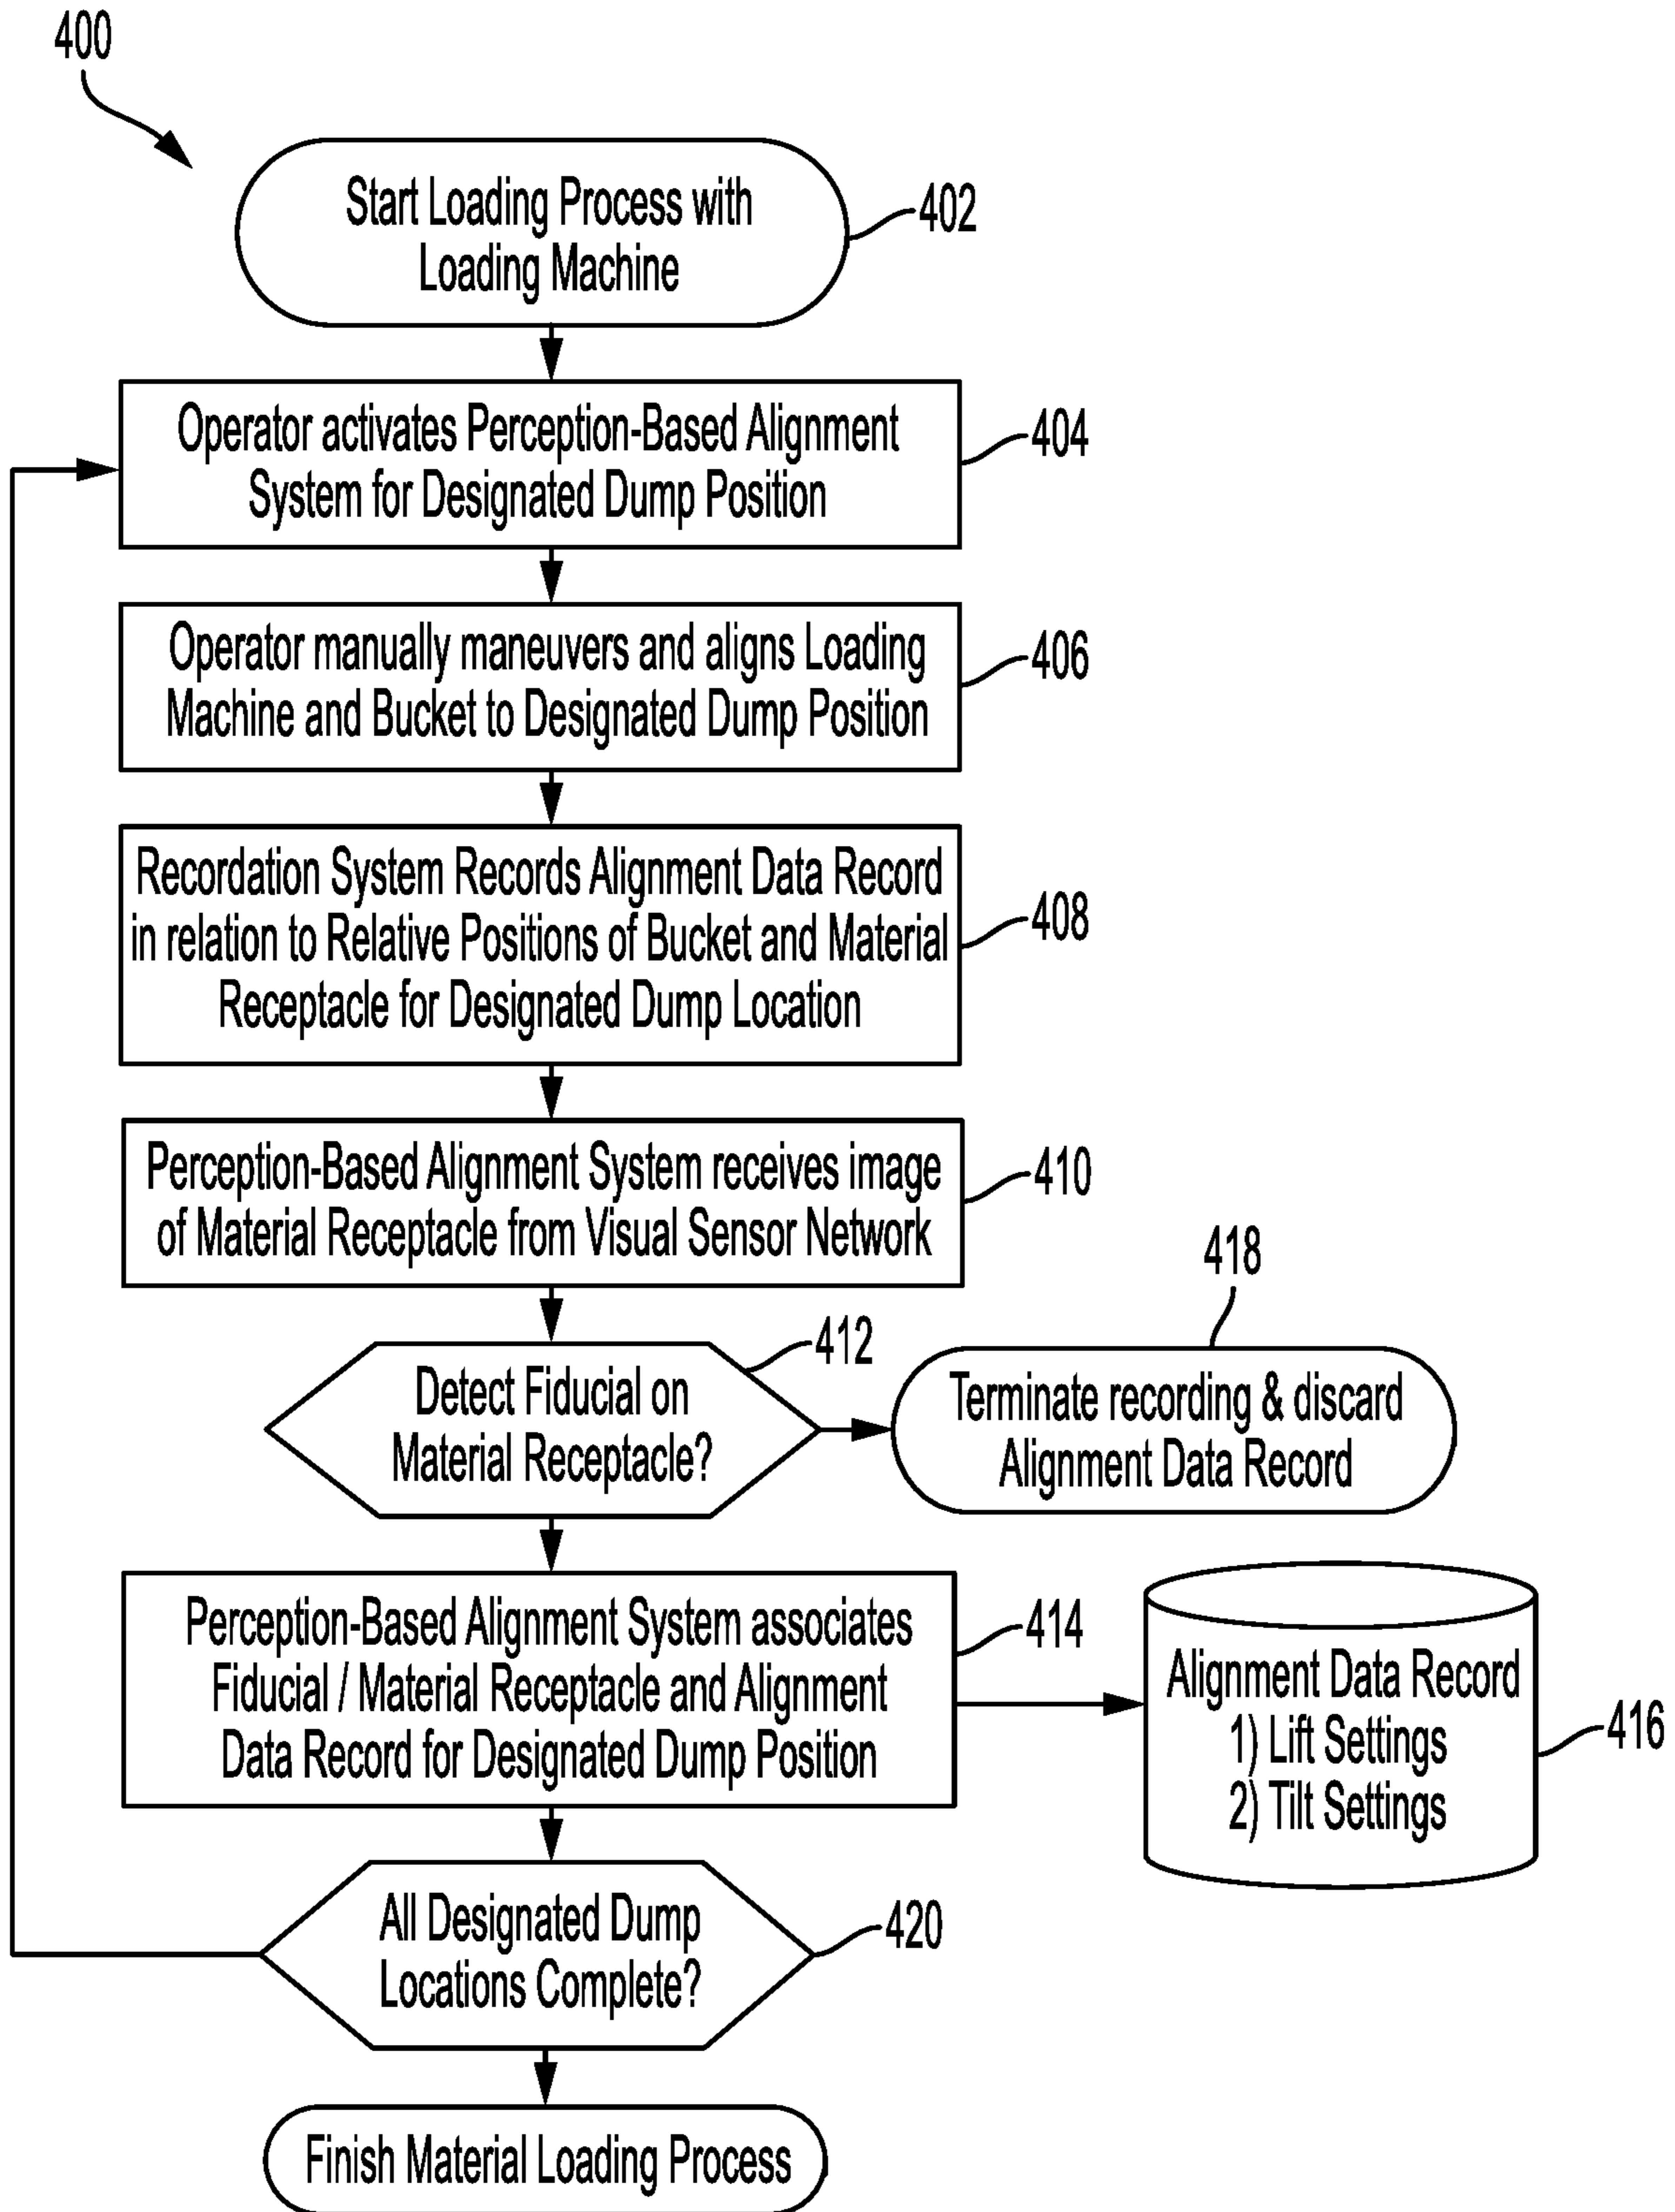 400
Start Loading Process with
Loading Machine
402
Operator activates Perception-Based Alignment
System for Designated Dump Position
404
Operator manually maneuvers and aligns Loading
Machine and Bucket to Designated Dump Position
406
Recordation System Records Alignment Data Record
in relation to Relative Positions of Bucket and Material
Receptacle for Designated Dump Location
408
Perception-Based Alignment System receives image
of Material Receptacle from Visual Sensor Network
410
Detect Fiducial on
Material Receptacle?
412
Terminate recording & discard
Alignment Data Record
418
Perception-Based Alignment System associates
Fiducial / Material Receptacle and Alignment
Data Record for Designated Dump Position
414
Alignment Data Record
1) Lift Settings
2) Tilt Settings
416
All Designated Dump
Locations Complete?
420
Finish Material Loading Process